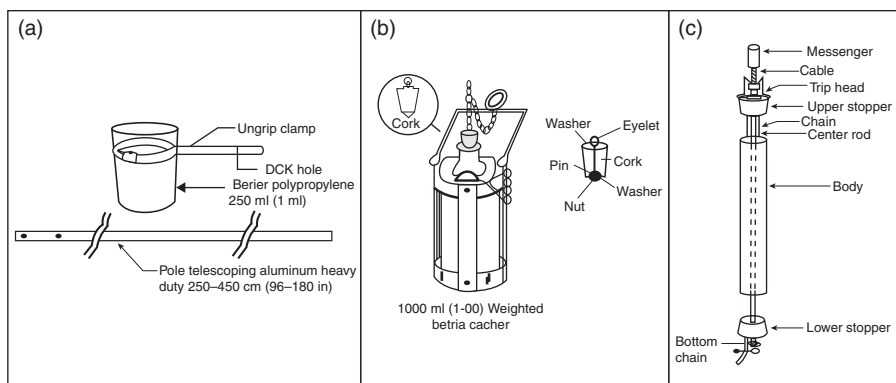 (a)
Ungrip clamp
DCK hole
Berier polypropylene
250 ml (1 ml)
Pole telescoping aluminum heavy
duty 250–450 cm (96–180 in)
(b)
Cork
Washer
Eyelet
Pin
Cork
Washer
Nut
1000 ml (1-00) Weighted
betria cacher
(c)
Messenger
Cable
Trip head
Upper stopper
Chain
Center rod
Body
Lower stopper
Bottom
chain